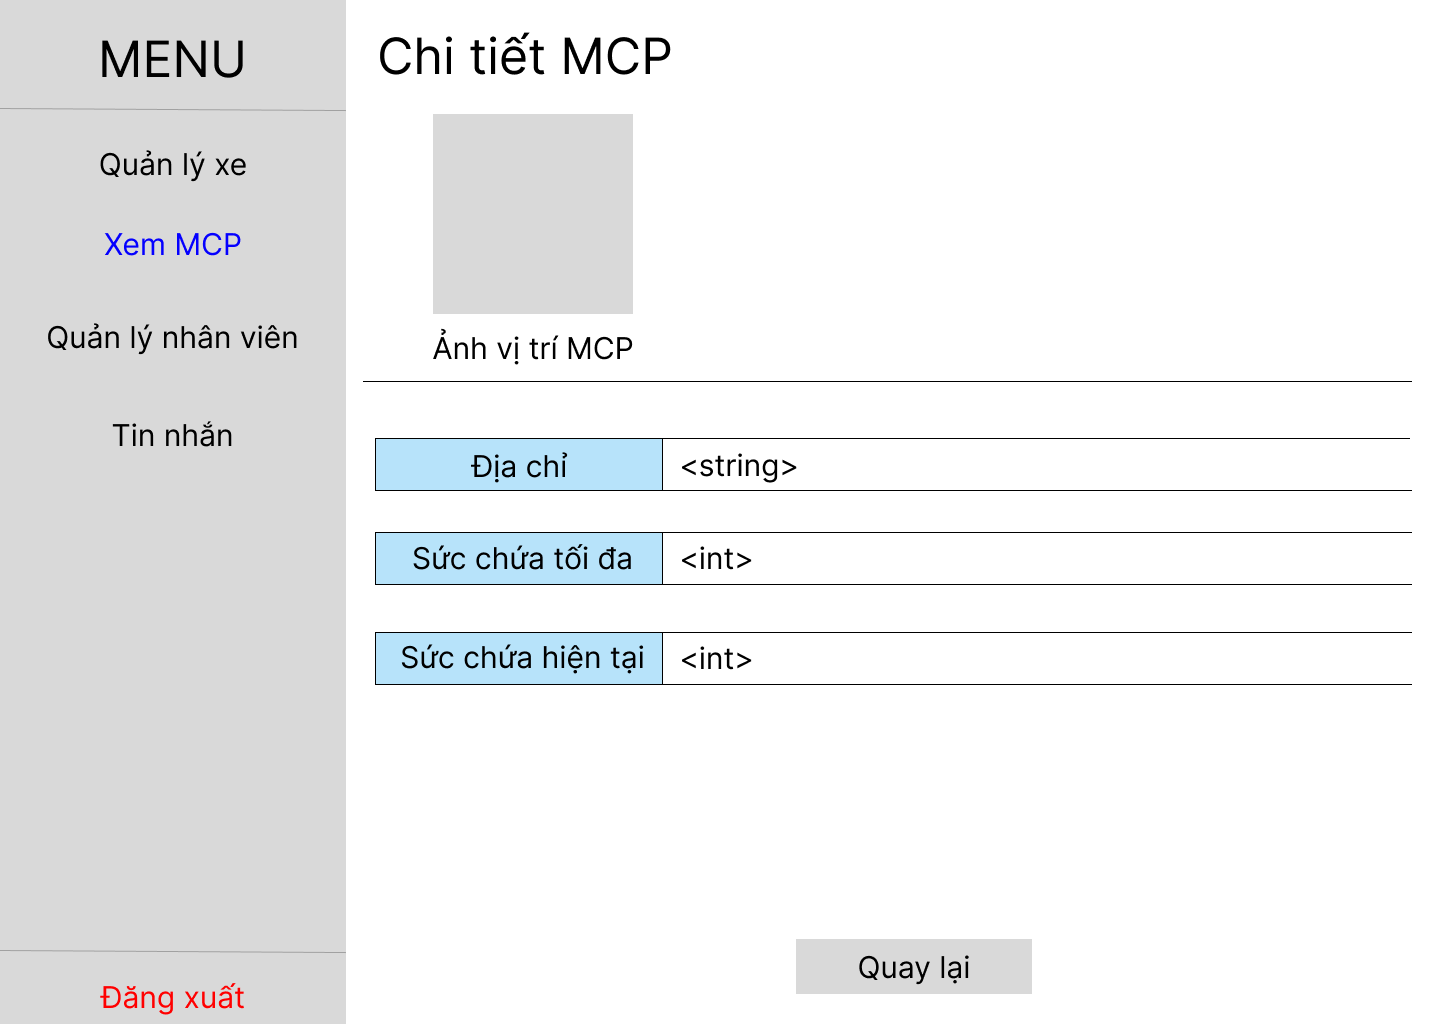 MENU
Quản lý xe
Xem MCP
Quản lý nhân viên
Tin nhắn
Đăng xuất
Chi tiết MCP
Ảnh vị trí MCP
Địa chỉ
<string>
Sức chứa tối đa
<int>
Sức chứa hiện tại
<int>
Quay lại